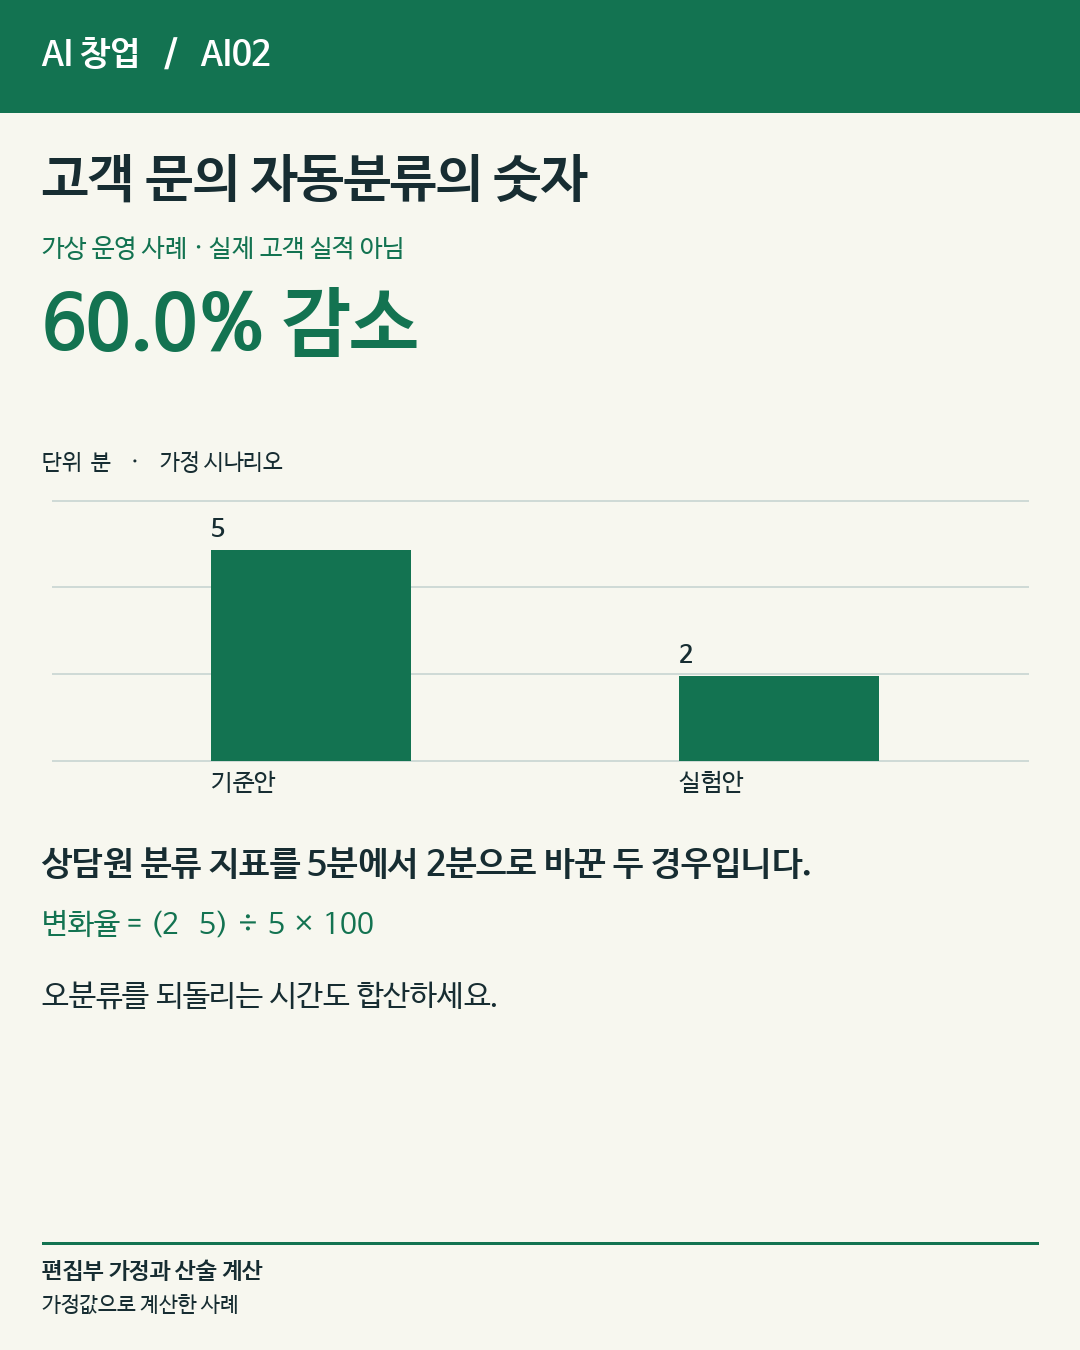 AI 창업 / AI02
고객 문의 자동분류의 숫자
가상 운영 사례 · 실제 고객 실적 아님
60.0% 감소
단위 분 · 가정 시나리오
5
2
기준안
실험안
상담원 분류 지표를 5분에서 2분으로 바꾼 두 경우입니다.
변화율 = (2 5) ÷ 5 × 100
오분류를 되돌리는 시간도 합산하세요.
편집부 가정과 산술 계산
가정값으로 계산한 사례